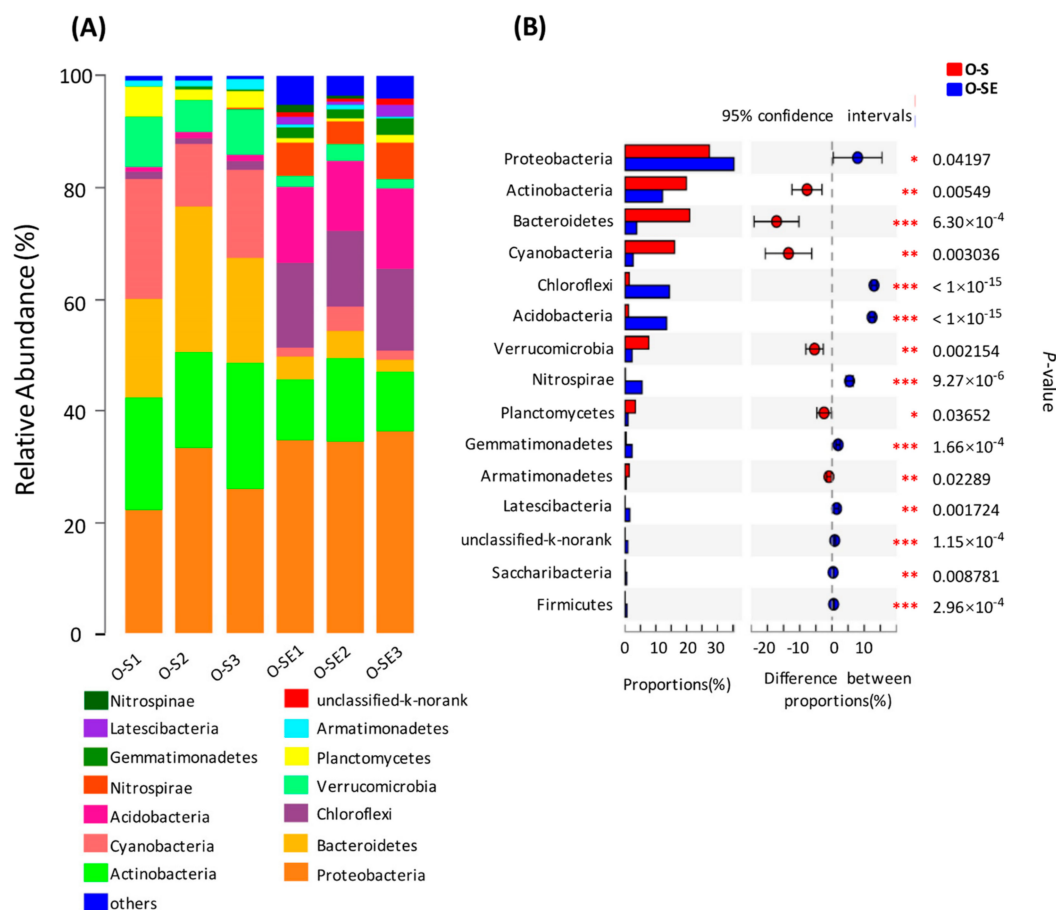 (A)
(B)
O-S
O-SE
95% confidence intervals
Relative Abundance (%)
100
80
60
40
20
0
O-S1
O-S2
O-S3
O-SE1
O-SE2
O-SE3
Proteobacteria * 0.04197
Actinobacteria ** 0.00549
Bacteroidetes *** 6.30×10⁻⁴
Cyanobacteria ** 0.003036
Chloroflexi *** < 1×10⁻¹⁵
Acidobacteria *** < 1×10⁻¹⁵
Verrucomicrobia ** 0.002154
Nitrospirae *** 9.27×10⁻⁶
Planctomycetes * 0.03652
Gemmatimonadetes *** 1.66×10⁻⁴
Armatimonadetes ** 0.02289
Latescibacteria ** 0.001724
unclassified-k-norank *** 1.15×10⁻⁴
Saccharibacteria ** 0.008781
Firmicutes *** 2.96×10⁻⁴
P-value
0 10 20 30
-20 -10 0 10
Proportions(%)
Difference between
proportions(%)
Nitrospinae
unclassified-k-norank
Latescibacteria
Armatimonadetes
Gemmatimonadetes
Planctomycetes
Nitrospirae
Verrucomicrobia
Acidobacteria
Chloroflexi
Cyanobacteria
Bacteroidetes
Actinobacteria
Proteobacteria
others